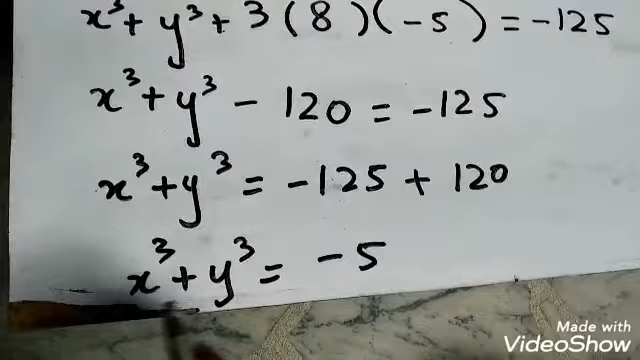 x³ + y³ + 3(8)(-5) = -125
x³ + y³ - 120 = -125
x³ + y³ = -125 + 120
x³ + y³ = -5
Made with
VideoShow